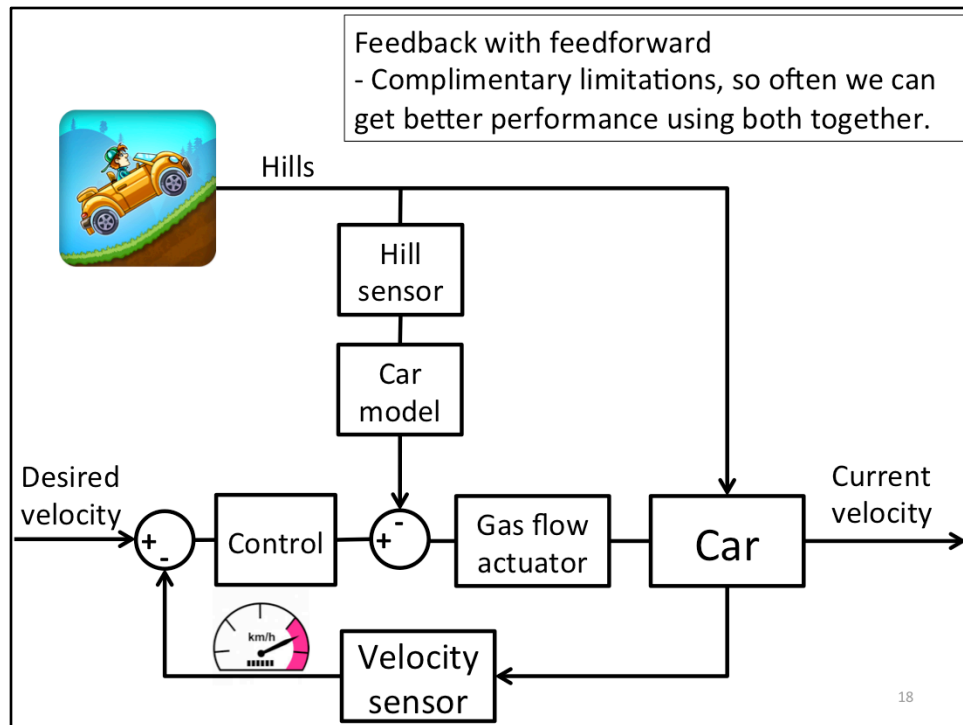 Feedback with feedforward
- Complimentary limitations, so often we can
get better performance using both together.
Hills
Hill
sensor
Car
model
Desired
velocity
+
-
Control
-
+
Gas flow
actuator
Car
Current
velocity
km/h
Velocity
sensor
18